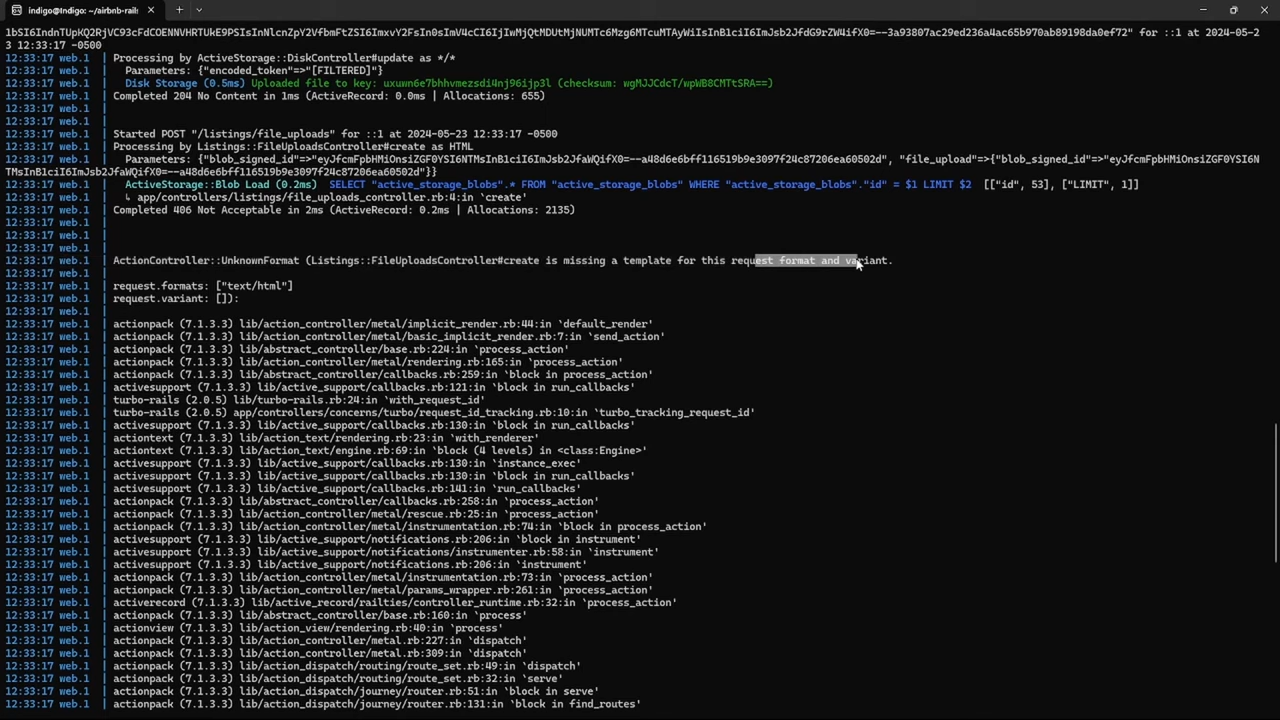 indigo@Indigo: ~/airbnb-rail:
1bSI6IndnTUpKQ2RjVC93cFdCOENNVHRTUkE9PSIsInNlcnZpY2VfbmFtZSI6ImxvY2FsIn0sImV4cCI6IjIwMjQtMDUtMjNUMTc6Mzg6MTcuMTAyWiIsInB1ciI6ImJsb2JfdG9rZW4ifX0=--3a93807ac29ed236a4ac65b970ab89198da0ef72" for ::1 at 2024-05-2
3 12:33:17 -0500
12:33:17 web.1  | Processing by ActiveStorage::DiskController#update as */*
12:33:17 web.1  |   Parameters: {"encoded_token"=>"[FILTERED]"}
12:33:17 web.1  |   Disk Storage (0.5ms) Uploaded file to key: uxuwn6e7bhhvmezsdi4nj96ijp3l (checksum: wgMJJCdcT/wpWB8CMTtSRA==)
12:33:17 web.1  | Completed 204 No Content in 1ms (ActiveRecord: 0.0ms | Allocations: 655)
12:33:17 web.1  |
12:33:17 web.1  |
12:33:17 web.1  | Started POST "/listings/file_uploads" for ::1 at 2024-05-23 12:33:17 -0500
12:33:17 web.1  | Processing by Listings::FileUploadsController#create as HTML
12:33:17 web.1  |   Parameters: {"blob_signed_id"=>"eyJfcmFpbHMiOnsiZGF0YSI6NTMsInB1ciI6ImJsb2JfaWQifX0=--a48d6e6bff116519b9e3097f24c87206ea60502d", "file_upload"=>{"blob_signed_id"=>"eyJfcmFpbHMiOnsiZGF0YSI6N
TMsInB1ciI6ImJsb2JfaWQifX0=--a48d6e6bff116519b9e3097f24c87206ea60502d"}}
12:33:17 web.1  |   ActiveStorage::Blob Load (0.2ms)  SELECT "active_storage_blobs".* FROM "active_storage_blobs" WHERE "active_storage_blobs"."id" = $1 LIMIT $2  [["id", 53], ["LIMIT", 1]]
12:33:17 web.1  |   ↳ app/controllers/listings/file_uploads_controller.rb:4:in `create'
12:33:17 web.1  | Completed 406 Not Acceptable in 2ms (ActiveRecord: 0.2ms | Allocations: 2135)
12:33:17 web.1  |
12:33:17 web.1  |
12:33:17 web.1  |
12:33:17 web.1  | ActionController::UnknownFormat (Listings::FileUploadsController#create is missing a template for this request format and variant.
12:33:17 web.1  |
12:33:17 web.1  | request.formats: ["text/html"]
12:33:17 web.1  | request.variant: []):
12:33:17 web.1  |
12:33:17 web.1  | actionpack (7.1.3.3) lib/action_controller/metal/implicit_render.rb:44:in `default_render'
12:33:17 web.1  | actionpack (7.1.3.3) lib/action_controller/metal/basic_implicit_render.rb:7:in `send_action'
12:33:17 web.1  | actionpack (7.1.3.3) lib/abstract_controller/base.rb:224:in `process_action'
12:33:17 web.1  | actionpack (7.1.3.3) lib/action_controller/metal/rendering.rb:165:in `process_action'
12:33:17 web.1  | actionpack (7.1.3.3) lib/abstract_controller/callbacks.rb:259:in `block in process_action'
12:33:17 web.1  | activesupport (7.1.3.3) lib/active_support/callbacks.rb:121:in `block in run_callbacks'
12:33:17 web.1  | turbo-rails (2.0.5) lib/turbo-rails.rb:24:in `with_request_id'
12:33:17 web.1  | turbo-rails (2.0.5) app/controllers/concerns/turbo/request_id_tracking.rb:10:in `turbo_tracking_request_id'
12:33:17 web.1  | activesupport (7.1.3.3) lib/active_support/callbacks.rb:130:in `block in run_callbacks'
12:33:17 web.1  | actiontext (7.1.3.3) lib/action_text/rendering.rb:23:in `with_renderer'
12:33:17 web.1  | actiontext (7.1.3.3) lib/action_text/engine.rb:69:in `block (4 levels) in <class:Engine>'
12:33:17 web.1  | activesupport (7.1.3.3) lib/active_support/callbacks.rb:130:in `instance_exec'
12:33:17 web.1  | activesupport (7.1.3.3) lib/active_support/callbacks.rb:130:in `block in run_callbacks'
12:33:17 web.1  | activesupport (7.1.3.3) lib/active_support/callbacks.rb:141:in `run_callbacks'
12:33:17 web.1  | actionpack (7.1.3.3) lib/abstract_controller/callbacks.rb:258:in `process_action'
12:33:17 web.1  | actionpack (7.1.3.3) lib/action_controller/metal/rescue.rb:25:in `process_action'
12:33:17 web.1  | actionpack (7.1.3.3) lib/action_controller/metal/instrumentation.rb:74:in `block in process_action'
12:33:17 web.1  | activesupport (7.1.3.3) lib/active_support/notifications.rb:206:in `block in instrument'
12:33:17 web.1  | activesupport (7.1.3.3) lib/active_support/notifications/instrumenter.rb:58:in `instrument'
12:33:17 web.1  | activesupport (7.1.3.3) lib/active_support/notifications.rb:206:in `instrument'
12:33:17 web.1  | actionpack (7.1.3.3) lib/action_controller/metal/instrumentation.rb:73:in `process_action'
12:33:17 web.1  | actionpack (7.1.3.3) lib/action_controller/metal/params_wrapper.rb:261:in `process_action'
12:33:17 web.1  | activerecord (7.1.3.3) lib/active_record/railties/controller_runtime.rb:32:in `process_action'
12:33:17 web.1  | actionpack (7.1.3.3) lib/abstract_controller/base.rb:160:in `process'
12:33:17 web.1  | actionview (7.1.3.3) lib/action_view/rendering.rb:40:in `process'
12:33:17 web.1  | actionpack (7.1.3.3) lib/action_controller/metal.rb:227:in `dispatch'
12:33:17 web.1  | actionpack (7.1.3.3) lib/action_controller/metal.rb:309:in `dispatch'
12:33:17 web.1  | actionpack (7.1.3.3) lib/action_dispatch/routing/route_set.rb:49:in `dispatch'
12:33:17 web.1  | actionpack (7.1.3.3) lib/action_dispatch/routing/route_set.rb:32:in `serve'
12:33:17 web.1  | actionpack (7.1.3.3) lib/action_dispatch/journey/router.rb:51:in `block in serve'
12:33:17 web.1  | actionpack (7.1.3.3) lib/action_dispatch/journey/router.rb:131:in `block in find_routes'